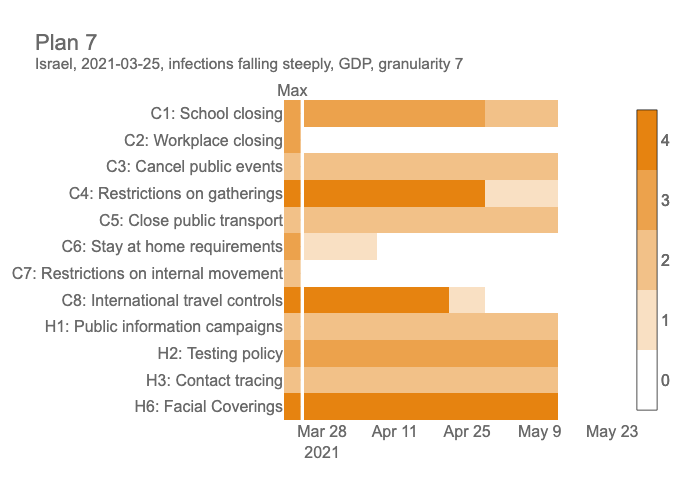 Plan 7
Israel, 2021-03-25, infections falling steeply, GDP, granularity 7
Max
C1: School closing
C2: Workplace closing
C3: Cancel public events
C4: Restrictions on gatherings
C5: Close public transport
C6: Stay at home requirements
C7: Restrictions on internal movement
C8: International travel controls
H1: Public information campaigns
H2: Testing policy
H3: Contact tracing
H6: Facial Coverings
Mar 28 Apr 11 Apr 25 May 9 May 23
2021
4
3
2
1
0